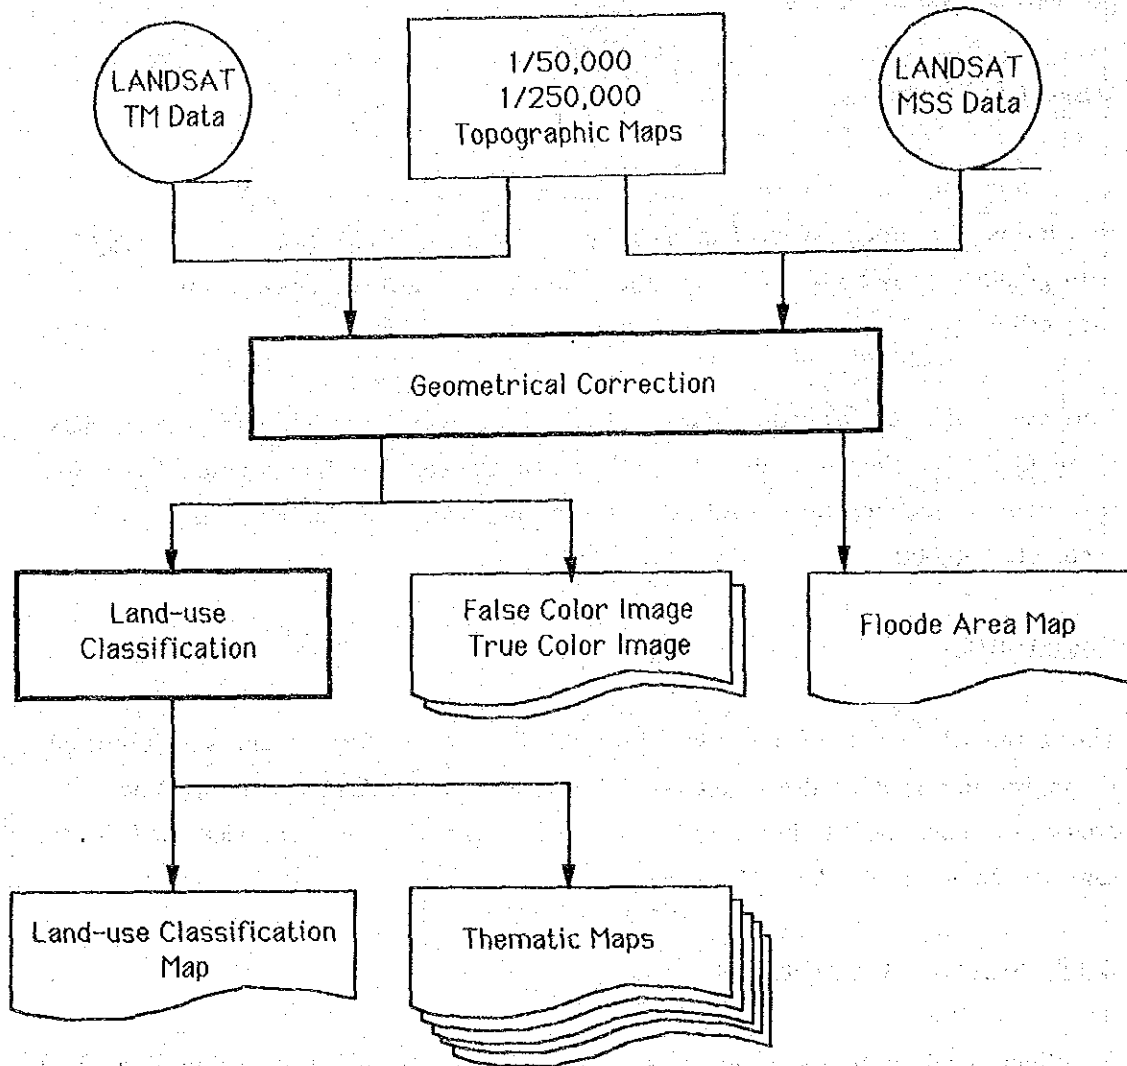 LANDSAT
TM Data
1/50,000
1/250,000
Topographic Maps
LANDSAT
MSS Data
Geometrical Correction
Land-use
Classification
False Color Image
True Color Image
Floode Area Map
Land-use Classification
Map
Thematic Maps